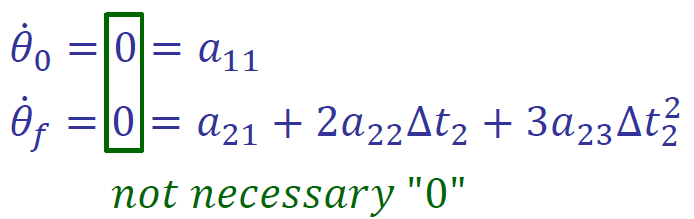 θ̇₀ = 0 = a₁₁
θ̇_f = 0 = a₂₁ + 2a₂₂Δt₂ + 3a₂₃Δt₂²
not necessary "0"